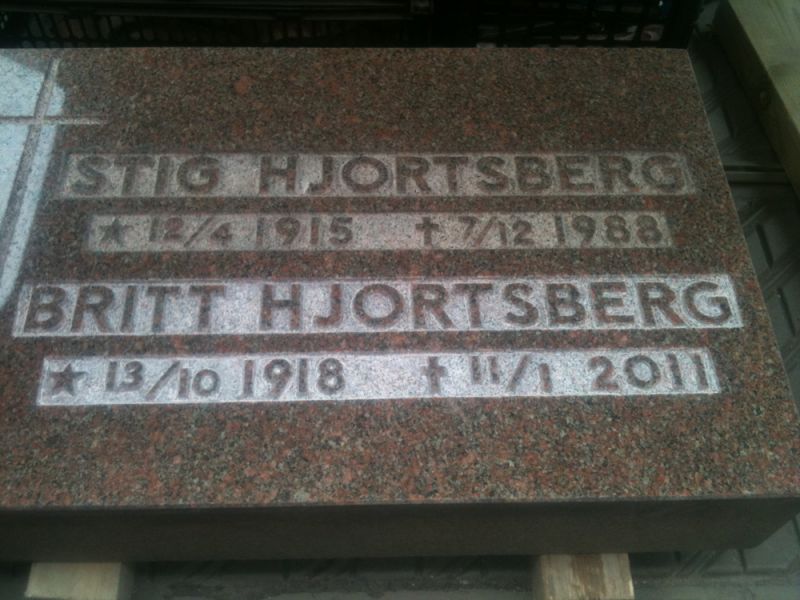 STIG HJORTSBERG
★ 12/4 1915 † 7/12 1988
BRITT HJORTSBERG
★ 13/10 1918 † 11/1 2011